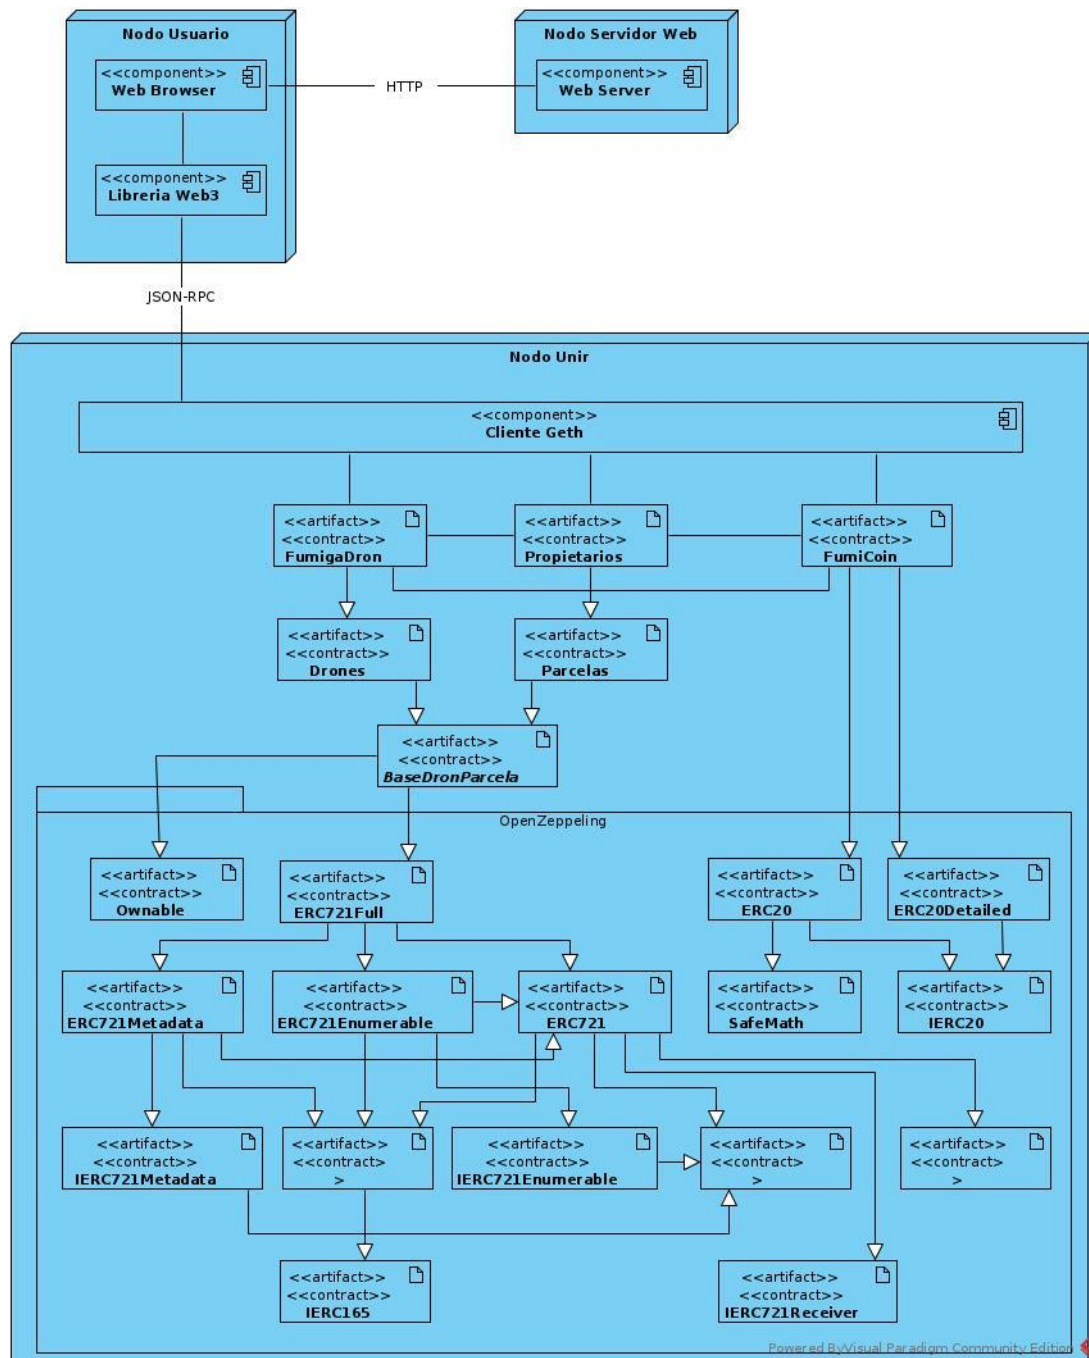 Nodo Usuario
Nodo Servidor Web
<<component>>
Web Browser
HTTP
<<component>>
Web Server
<<component>>
Libreria Web3
JSON-RPC
Nodo Unir
<<component>>
Cliente Geth
<<artifact>>
<<contract>>
FumigaDron
<<artifact>>
<<contract>>
Propietarios
<<artifact>>
<<contract>>
FumiCoin
<<artifact>>
<<contract>>
Drones
<<artifact>>
<<contract>>
Parcelas
<<artifact>>
<<contract>>
BaseDronParcela
OpenZeppeling
<<artifact>>
<<contract>>
Ownable
<<artifact>>
<<contract>>
ERC721Full
<<artifact>>
<<contract>>
ERC20
<<artifact>>
<<contract>>
ERC20Detailed
<<artifact>>
<<contract>>
ERC721Metadata
<<artifact>>
<<contract>>
ERC721Enumerable
<<artifact>>
<<contract>>
ERC721
<<artifact>>
<<contract>>
SafeMath
<<artifact>>
<<contract>>
IERC20
<<artifact>>
<<contract>>
IERC721Metadata
<<artifact>>
<<contract>
>
<<artifact>>
<<contract>>
IERC721Enumerable
<<artifact>>
<<contract>
>
<<artifact>>
<<contract>
>
<<artifact>>
<<contract>>
IERC165
<<artifact>>
<<contract>>
IERC721Receiver
Powered ByVisual Paradigm Community Edition